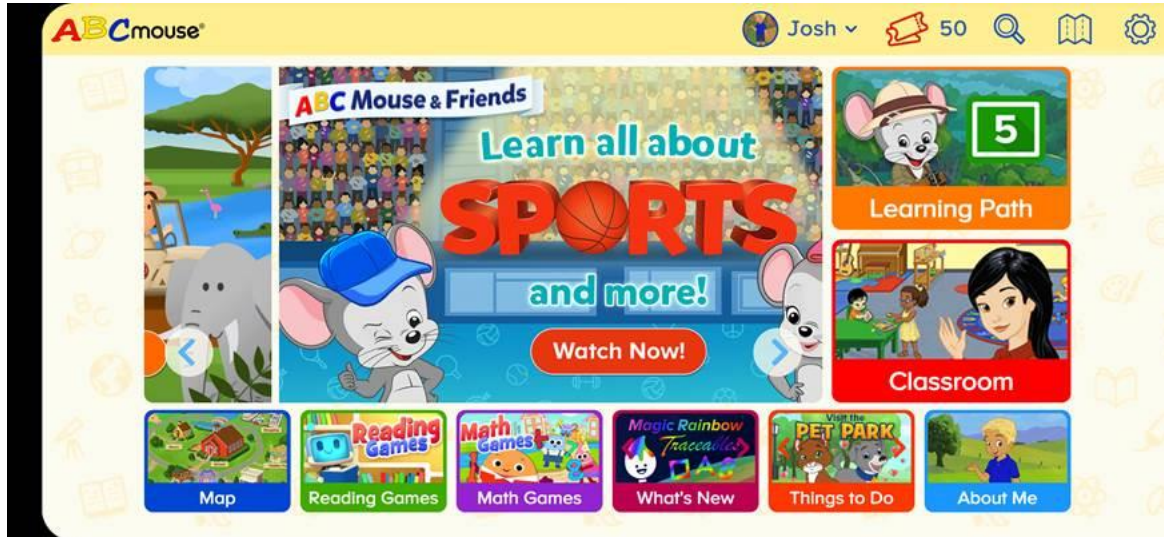 ABCmouse®
Josh
50
ABC Mouse & Friends
Learn all about
SPORTS
and more!
Watch Now!
5
Learning Path
Classroom
Map
Reading Games
Reading Games
Math Games
Math Games
Magic Rainbow
Traceables
What's New
Visit the
PET PARK
Things to Do
About Me